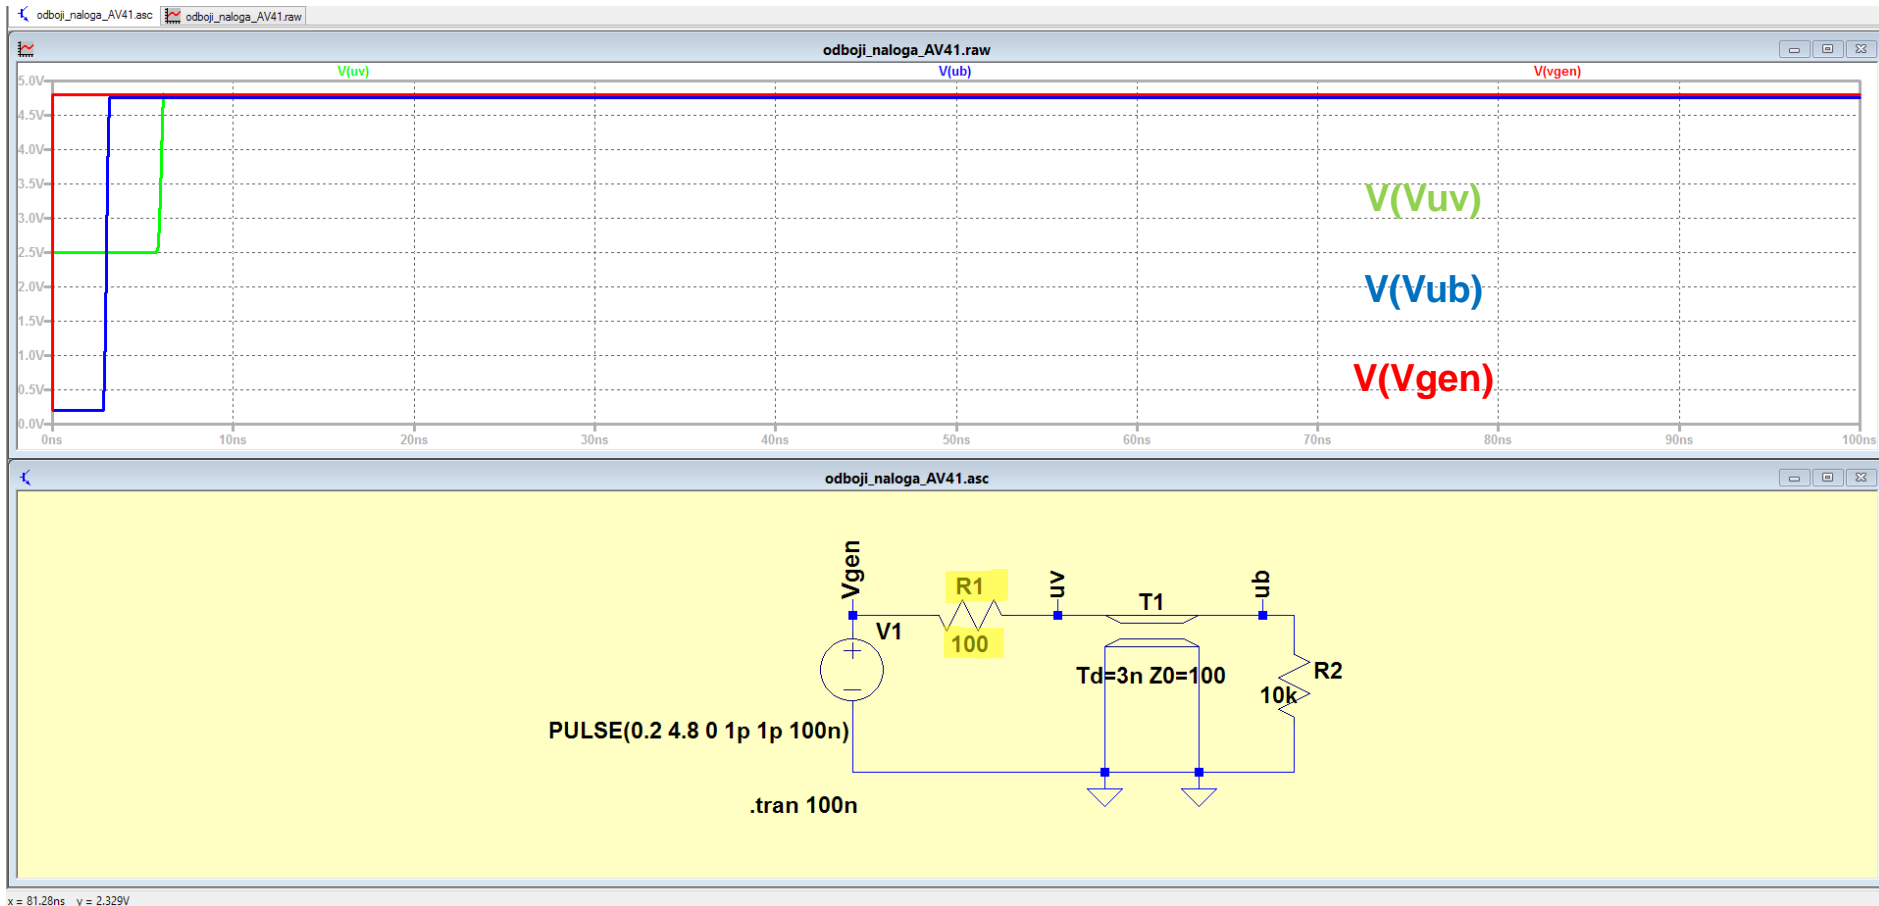 odboji_naloga_AV41.asc odboji_naloga_AV41.raw
odboji_naloga_AV41.raw
V(uv) V(ub) V(vgen)
5.0V
4.5V
4.0V
3.5V
3.0V
2.5V
2.0V
1.5V
1.0V
0.5V
0.0V
V(Vuv)
V(Vub)
V(Vgen)
0ns 10ns 20ns 30ns 40ns 50ns 60ns 70ns 80ns 90ns 100ns
odboji_naloga_AV41.asc
Vgen
R1
uv
T1
ub
V1
100
Td=3n Z0=100
R2
10k
PULSE(0.2 4.8 0 1p 1p 100n)
.tran 100n
x = 81.28ns y = 2.329V